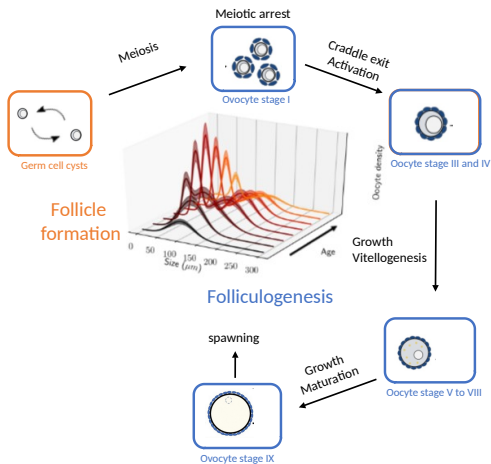 Meiotic arrest
Meiosis
Craddle exit
Activation
Ovocyte stage I
Germ cell cysts
Oocyte stage III and IV
Oocyte density
Follicle
formation
0 50 100 150 200 250 300
Size (μm)
Age
Growth
Vitellogenesis
Folliculogenesis
spawning
Growth
Maturation
Oocyte stage V to VIII
Ovocyte stage IX